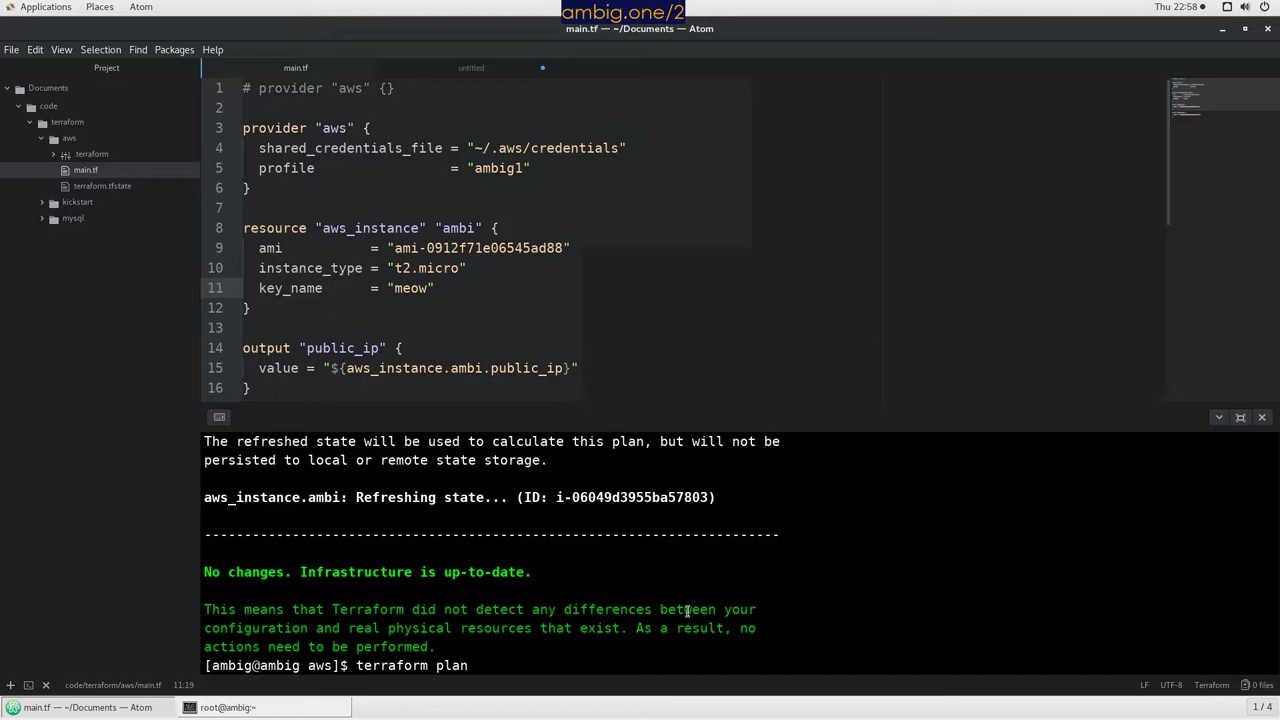 Applications Places Atom
ambig.one/2
Thu 22:58
main.tf — ~/Documents — Atom
File Edit View Selection Find Packages Help
Project
main.tf
untitled
Documents
code
terraform
aws
.terraform
main.tf
terraform.tfstate
kickstart
mysql
1 # provider "aws" {}
2
3 provider "aws" {
4 shared_credentials_file = "~/.aws/credentials"
5 profile = "ambig1"
6 }
7
8 resource "aws_instance" "ambi" {
9 ami = "ami-0912f71e06545ad88"
10 instance_type = "t2.micro"
11 key_name = "meow"
12 }
13
14 output "public_ip" {
15 value = "${aws_instance.ambi.public_ip}"
16 }
The refreshed state will be used to calculate this plan, but will not be
persisted to local or remote state storage.
aws_instance.ambi: Refreshing state... (ID: i-06049d3955ba57803)
------------------------------------------------------------------------
No changes. Infrastructure is up-to-date.
This means that Terraform did not detect any differences between your
configuration and real physical resources that exist. As a result, no
actions need to be performed.
[ambig@ambig aws]$ terraform plan
code/terraform/aws/main.tf 11:19
LF UTF-8 Terraform 0 files
main.tf — ~/Documents — Atom
root@ambig:~
1 / 4